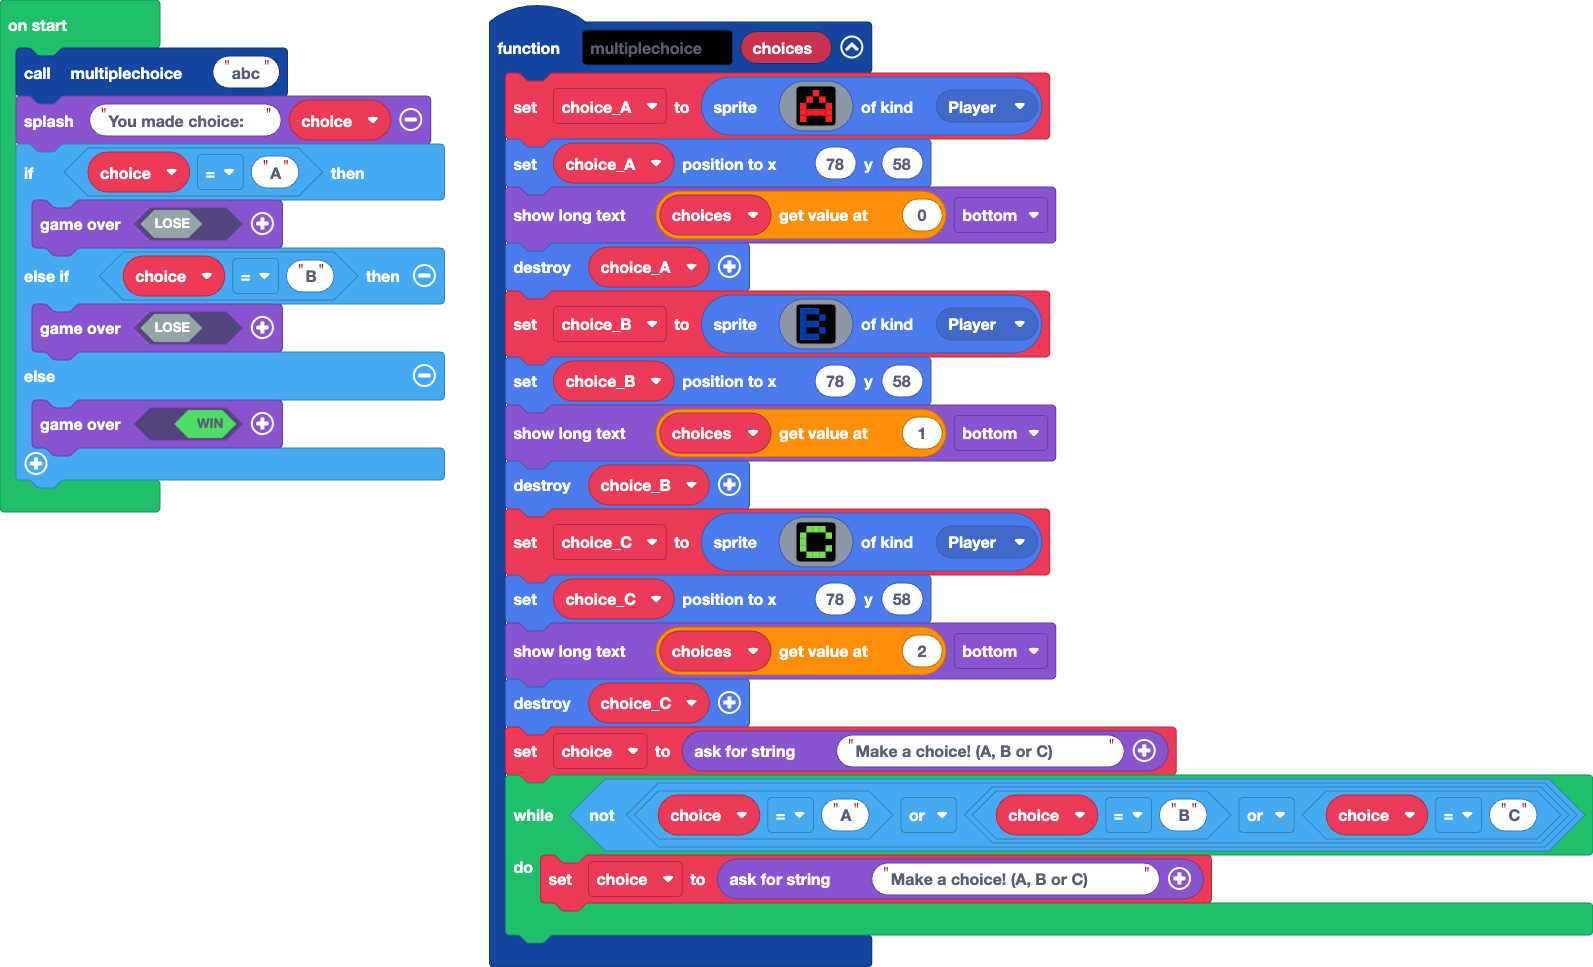 on start
call multiplechoice "abc"
splash "You made choice: " choice
if choice = "A" then
game over LOSE
else if choice = "B" then
game over LOSE
else
game over WIN
function multiplechoice choices
set choice_A to sprite A of kind Player
set choice_A position to x 78 y 58
show long text choices get value at 0 bottom
destroy choice_A
set choice_B to sprite B of kind Player
set choice_B position to x 78 y 58
show long text choices get value at 1 bottom
destroy choice_B
set choice_C to sprite C of kind Player
set choice_C position to x 78 y 58
show long text choices get value at 2 bottom
destroy choice_C
set choice to ask for string "Make a choice! (A, B or C) "
while not choice = "A" or choice = "B" or choice = "C"
do set choice to ask for string "Make a choice! (A, B or C) "